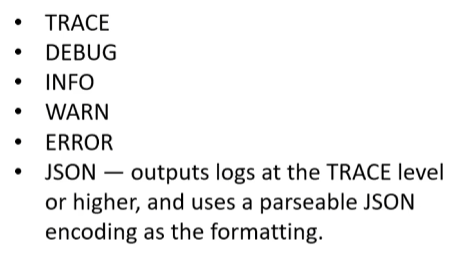 • TRACE
• DEBUG
• INFO
• WARN
• ERROR
• JSON — outputs logs at the TRACE level
or higher, and uses a parseable JSON
encoding as the formatting.